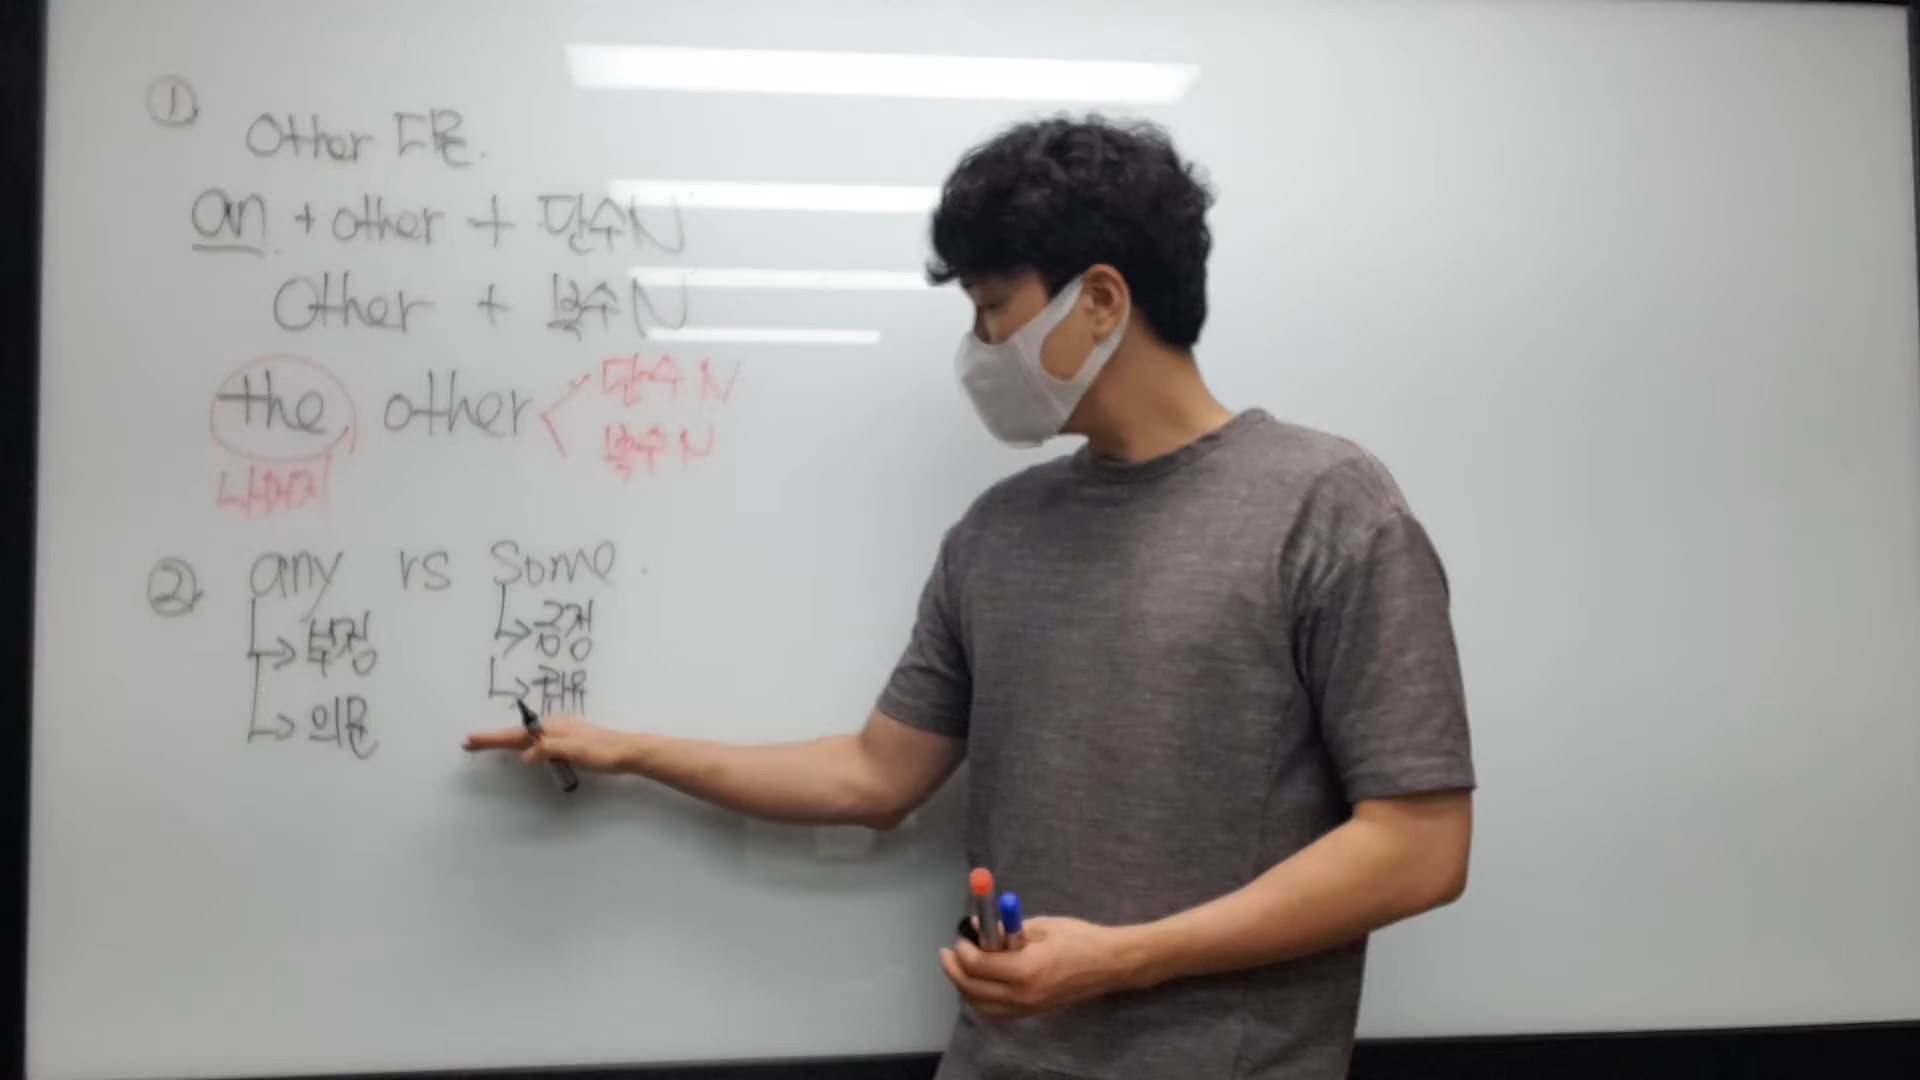 ① Other 다른.
an + other + 단수N
Other + 복수N
the other < 단수 N
복수 N
나머지
② any vs Some.
→부정 →긍정
→의문 →권유